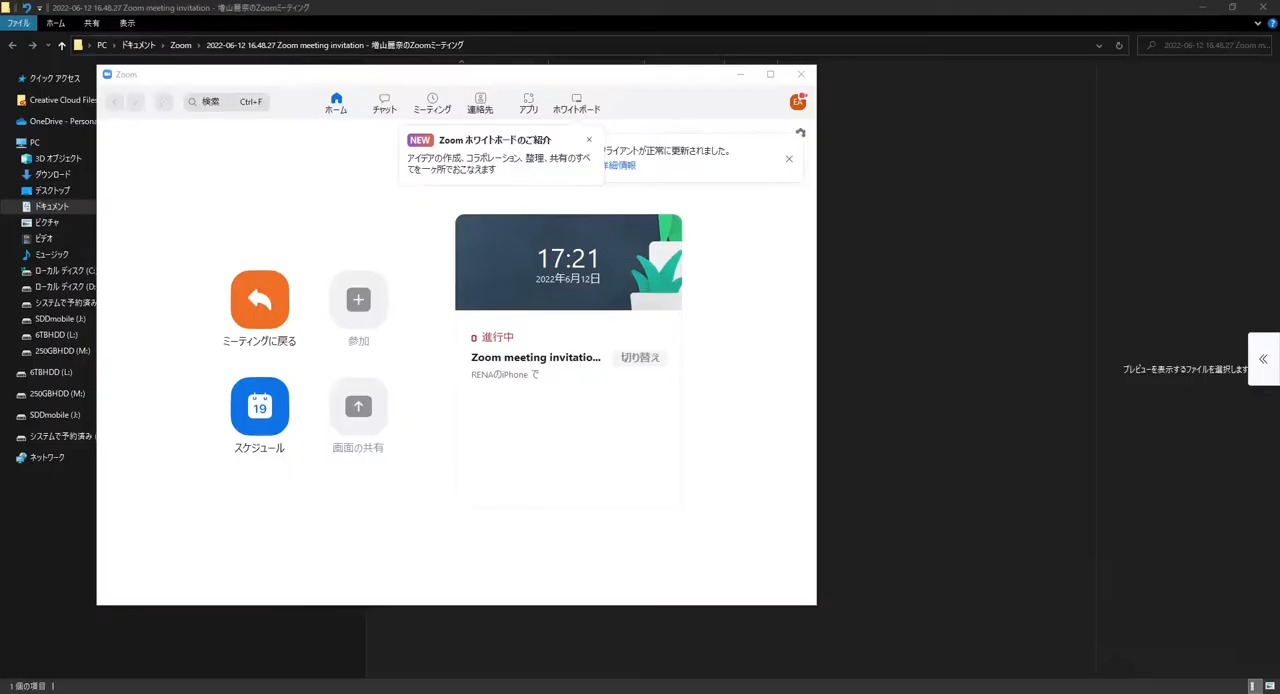 2022-06-12 16.48.27 Zoom meeting invitation - 増山麗奈のZoomミーティング
ファイル ホーム 共有 表示
PC › ドキュメント › Zoom › 2022-06-12 16.48.27 Zoom meeting invitation - 増山麗奈のZoomミーティング
2022-06-12 16.48.27 Zoom m...
クイック アクセス
Creative Cloud Files
OneDrive - Persona
PC
3D オブジェクト
ダウンロード
デスクトップ
ドキュメント
ピクチャ
ビデオ
ミュージック
ローカル ディスク (C:
ローカル ディスク (D:
システムで予約済み
SDDmobile (J:)
6TBHDD (L:)
250GBHDD (M:)
6TBHDD (L:)
250GBHDD (M:)
SDDmobile (J:)
システムで予約済み (
ネットワーク
Zoom
検索 Ctrl+F
ホーム チャット ミーティング 連絡先 アプリ ホワイトボード
EA
NEW Zoom ホワイトボードのご紹介
アイデアの作成、コラボレーション、整理、共有のすべ
てを一ヶ所でおこなえます
ライアントが正常に更新されました。
詳細情報
17:21
2022年6月12日
ミーティングに戻る
参加
19
スケジュール
画面の共有
進行中
Zoom meeting invitatio... 切り替え
RENAのiPhone で
プレビューを表示するファイルを選択します
1 個の項目